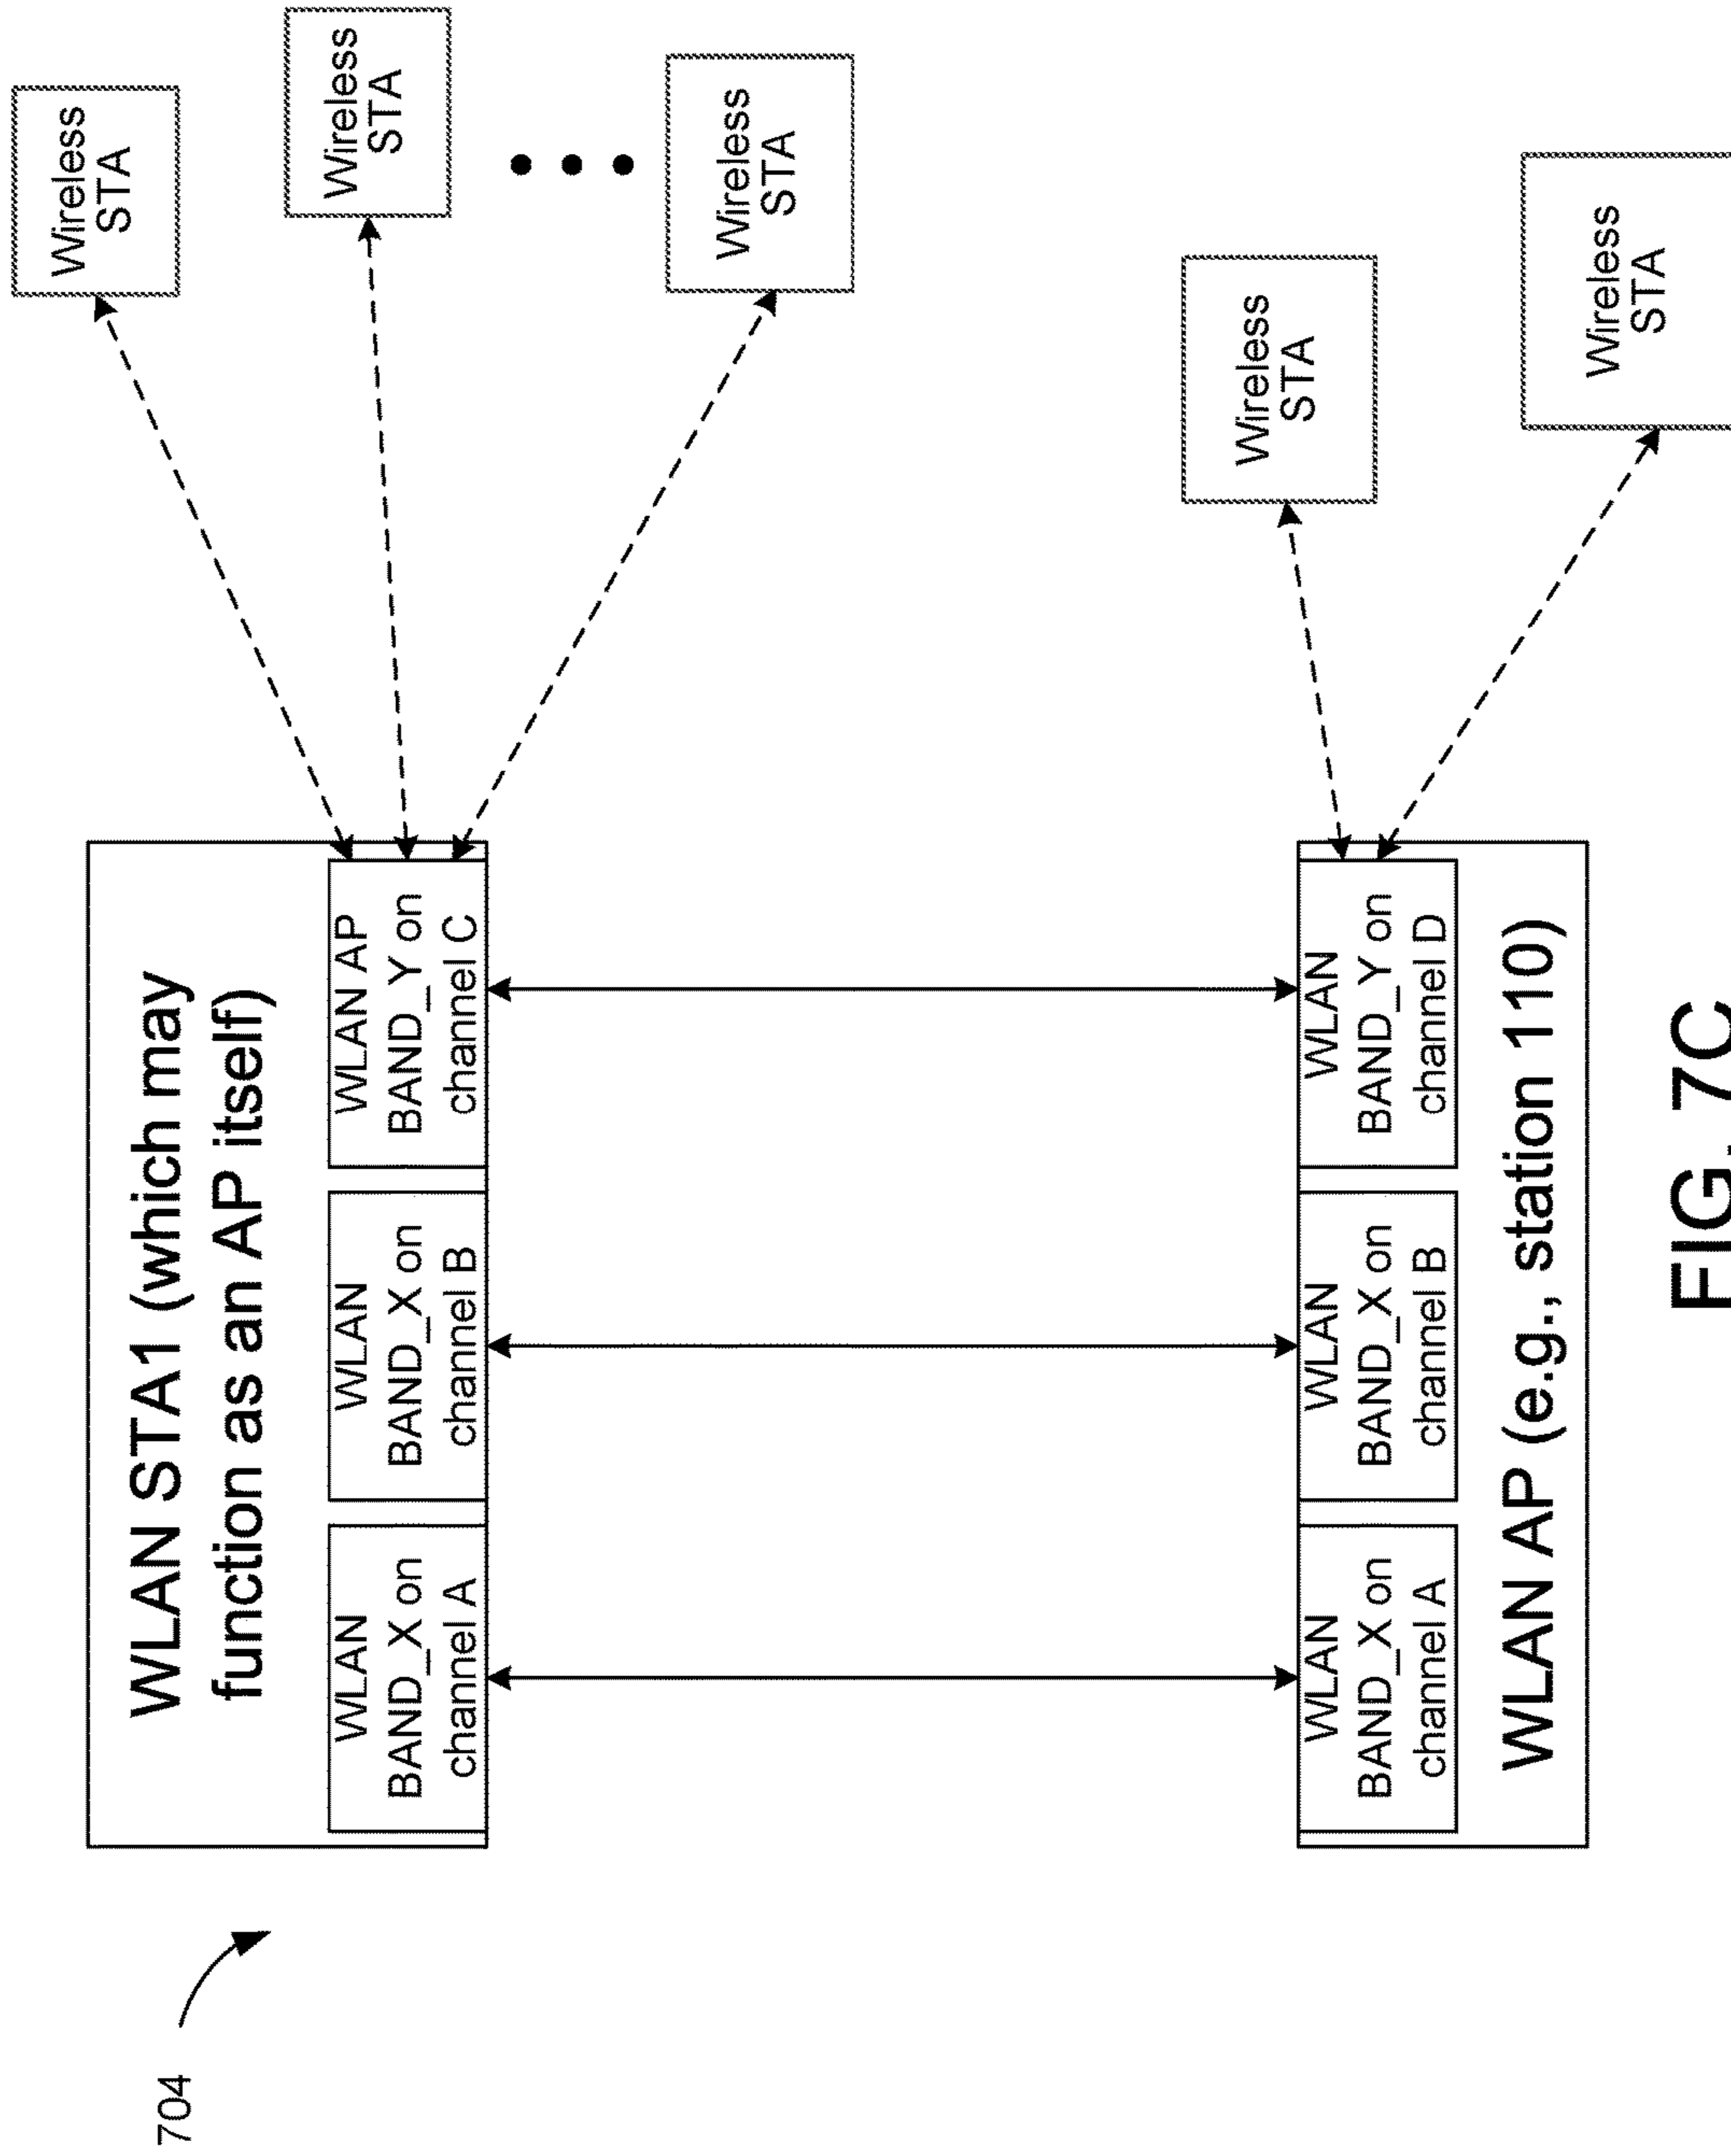 704
WLAN STA1 (which may
function as an AP itself)
WLAN
BAND_X on
channel A
WLAN
BAND_X on
channel B
WLAN AP
BAND_Y on
channel C
Wireless
STA
Wireless
STA
Wireless
STA
WLAN
BAND_X on
channel A
WLAN
BAND_X on
channel B
WLAN
BAND_Y on
channel D
WLAN AP (e.g., station 110)
Wireless
STA
Wireless
STA
FIG. 7C